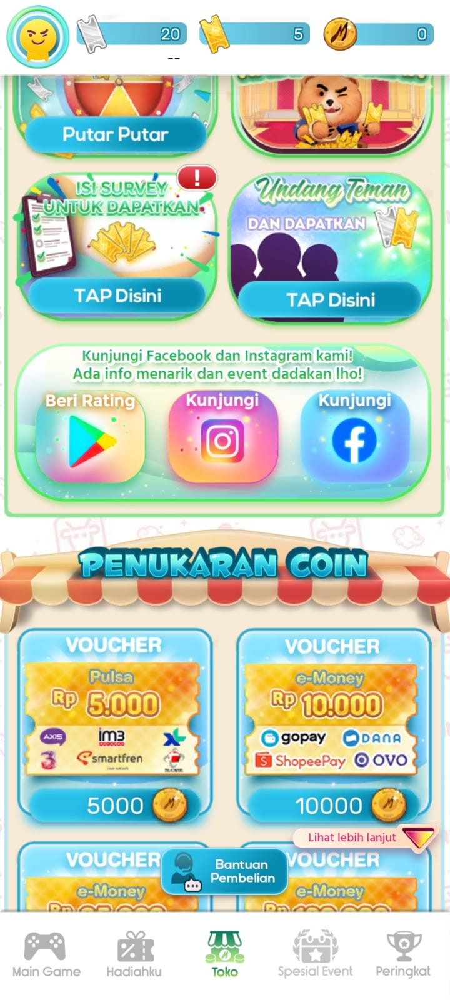 20
5
0
--
Putar Putar
ISI SURVEY
UNTUK DAPATKAN
!
TAP Disini
Undang Teman
DAN DAPATKAN
TAP Disini
Kunjungi Facebook dan Instagram kami!
Ada info menarik dan event dadakan lho!
Beri Rating
Kunjungi
Kunjungi
PENUKARAN COIN
VOUCHER
Pulsa
Rp 5.000
AXIS
IM3
XL
3
smartfren
5000
VOUCHER
e-Money
Rp 10.000
gopay
DANA
ShopeePay
OVO
10000
Lihat lebih lanjut
VOUCHER
e-Money
VOUCHER
e-Money
Bantuan
Pembelian
Main Game
Hadiahku
Toko
Spesial Event
Peringkat